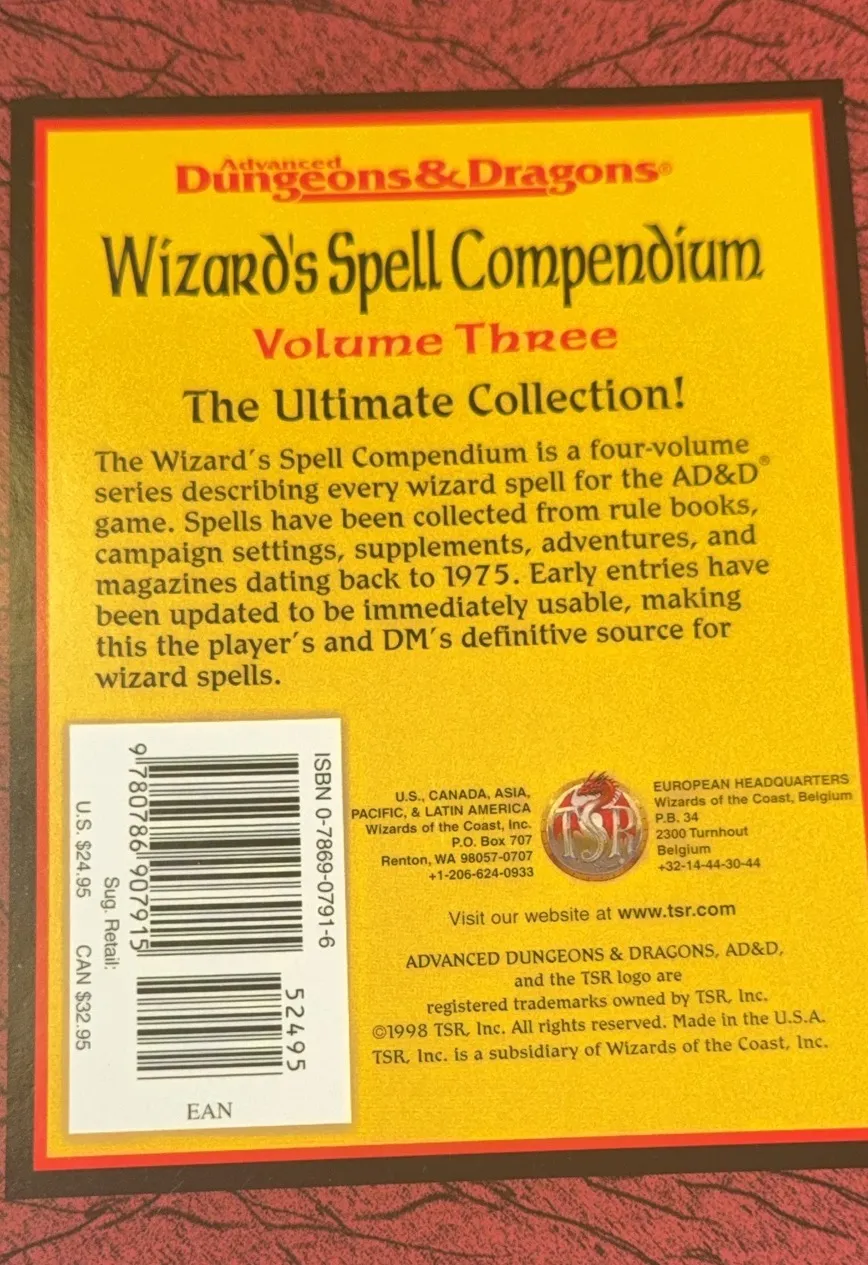 Advanced
Dungeons & Dragons®
Wizard's Spell Compendium
Volume Three
The Ultimate Collection!
The Wizard's Spell Compendium is a four-volume
series describing every wizard spell for the AD&D®
game. Spells have been collected from rule books,
campaign settings, supplements, adventures, and
magazines dating back to 1975. Early entries have
been updated to be immediately usable, making
this the player's and DM's definitive source for
wizard spells.
ISBN 0-7869-0791-6
9 780786 907915
52495
Sug. Retail:
U.S. $24.95 CAN $32.95
EAN
U.S., CANADA, ASIA,
PACIFIC, & LATIN AMERICA
Wizards of the Coast, Inc.
P.O. Box 707
Renton, WA 98057-0707
+1-206-624-0933
TSR
EUROPEAN HEADQUARTERS
Wizards of the Coast, Belgium
P.B. 34
2300 Turnhout
Belgium
+32-14-44-30-44
Visit our website at www.tsr.com
ADVANCED DUNGEONS & DRAGONS, AD&D,
and the TSR logo are
registered trademarks owned by TSR, Inc.
©1998 TSR, Inc. All rights reserved. Made in the U.S.A.
TSR, Inc. is a subsidiary of Wizards of the Coast, Inc.